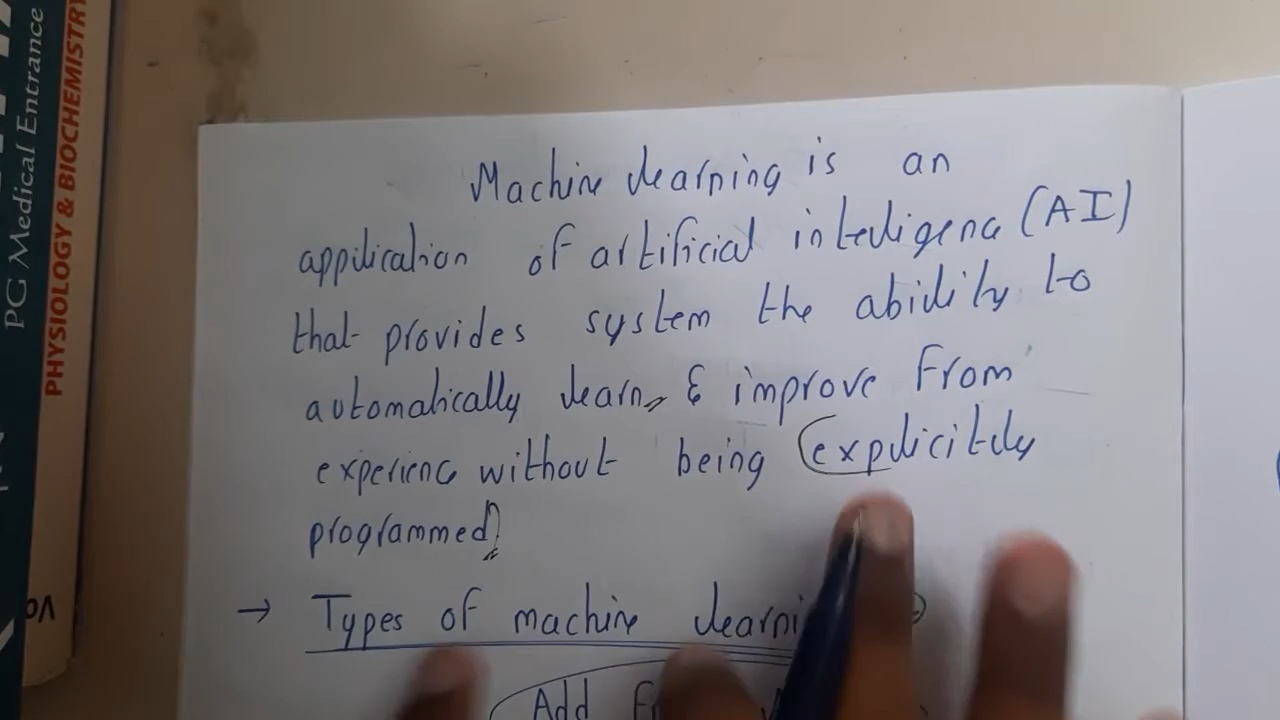 PG Medical Entrance
PHYSIOLOGY & BIOCHEMISTRY
Machine learning is an
application of artificial intelligence (AI)
that provides system the ability to
automatically learn, & improve from
experience without being explicitly
programmed.
→ Types of machine
Add